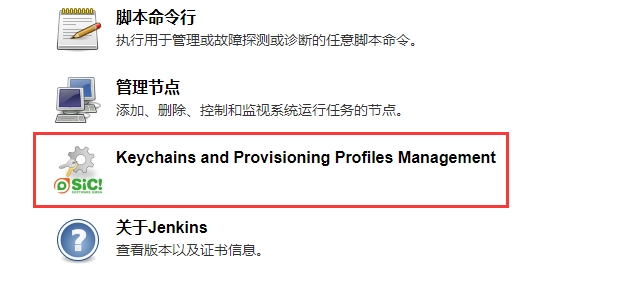 脚本命令行
执行用于管理或故障探测或诊断的任意脚本命令。
管理节点
添加、删除、控制和监视系统运行任务的节点。
Keychains and Provisioning Profiles Management
SiC!
关于Jenkins
查看版本以及证书信息。